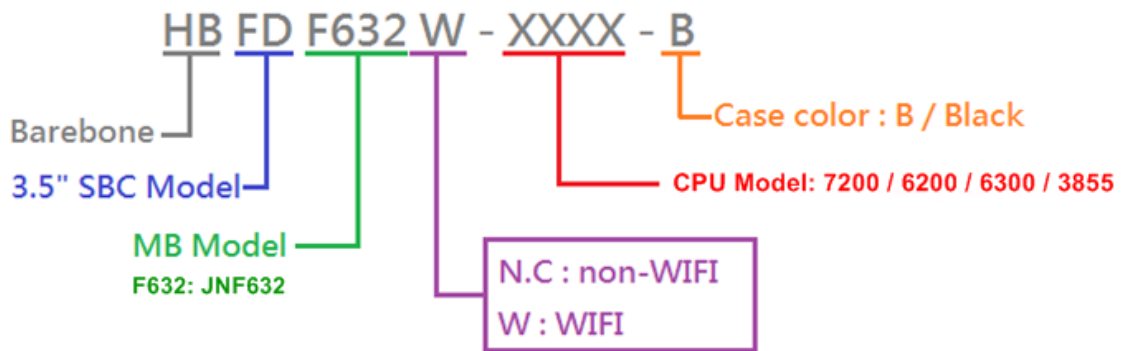 HB FD F632 W - XXXX - B
Barebone
Case color : B / Black
3.5" SBC Model
CPU Model: 7200 / 6200 / 6300 / 3855
MB Model
F632: JNF632
N.C : non-WIFI
W : WIFI